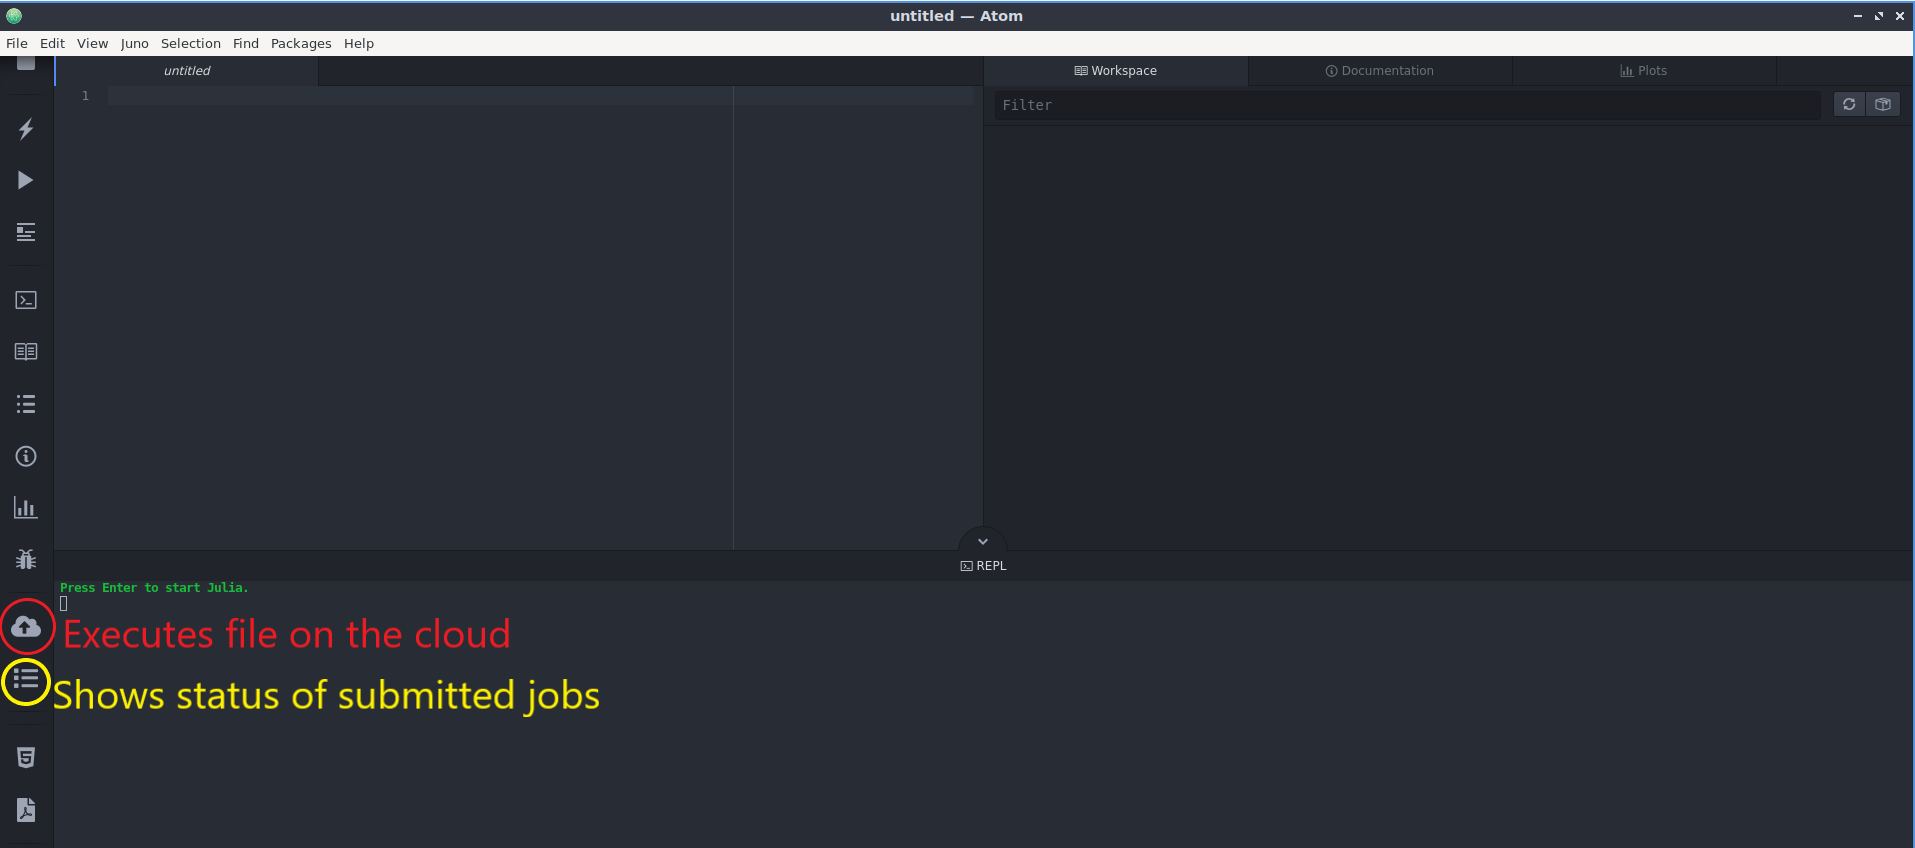 untitled — Atom
File Edit View Juno Selection Find Packages Help
untitled
Workspace
Documentation
Plots
1
Filter
REPL
Press Enter to start Julia.
Executes file on the cloud
Shows status of submitted jobs